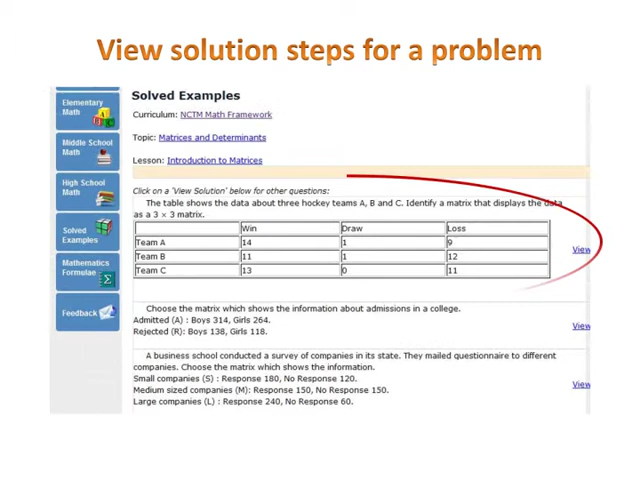 View solution steps for a problem
Elementary
Math
Middle School
Math
High School
Math
Solved
Examples
Mathematics
Formulae
Feedback
Solved Examples
Curriculum: NCTM Math Framework
Topic: Matrices and Determinants
Lesson: Introduction to Matrices
Click on a 'View Solution' below for other questions:
The table shows the data about three hockey teams A, B and C. Identify a matrix that displays the data
as a 3 × 3 matrix.
Win Draw Loss
Team A 14 1 9
Team B 11 1 12
Team C 13 0 11
View
Choose the matrix which shows the information about admissions in a college.
Admitted (A) : Boys 314, Girls 264.
Rejected (R): Boys 138, Girls 118.
View
A business school conducted a survey of companies in its state. They mailed questionnaire to different
companies. Choose the matrix which shows the information.
Small companies (S) : Response 180, No Response 120.
Medium sized companies (M): Response 150, No Response 150.
Large companies (L) : Response 240, No Response 60.
View